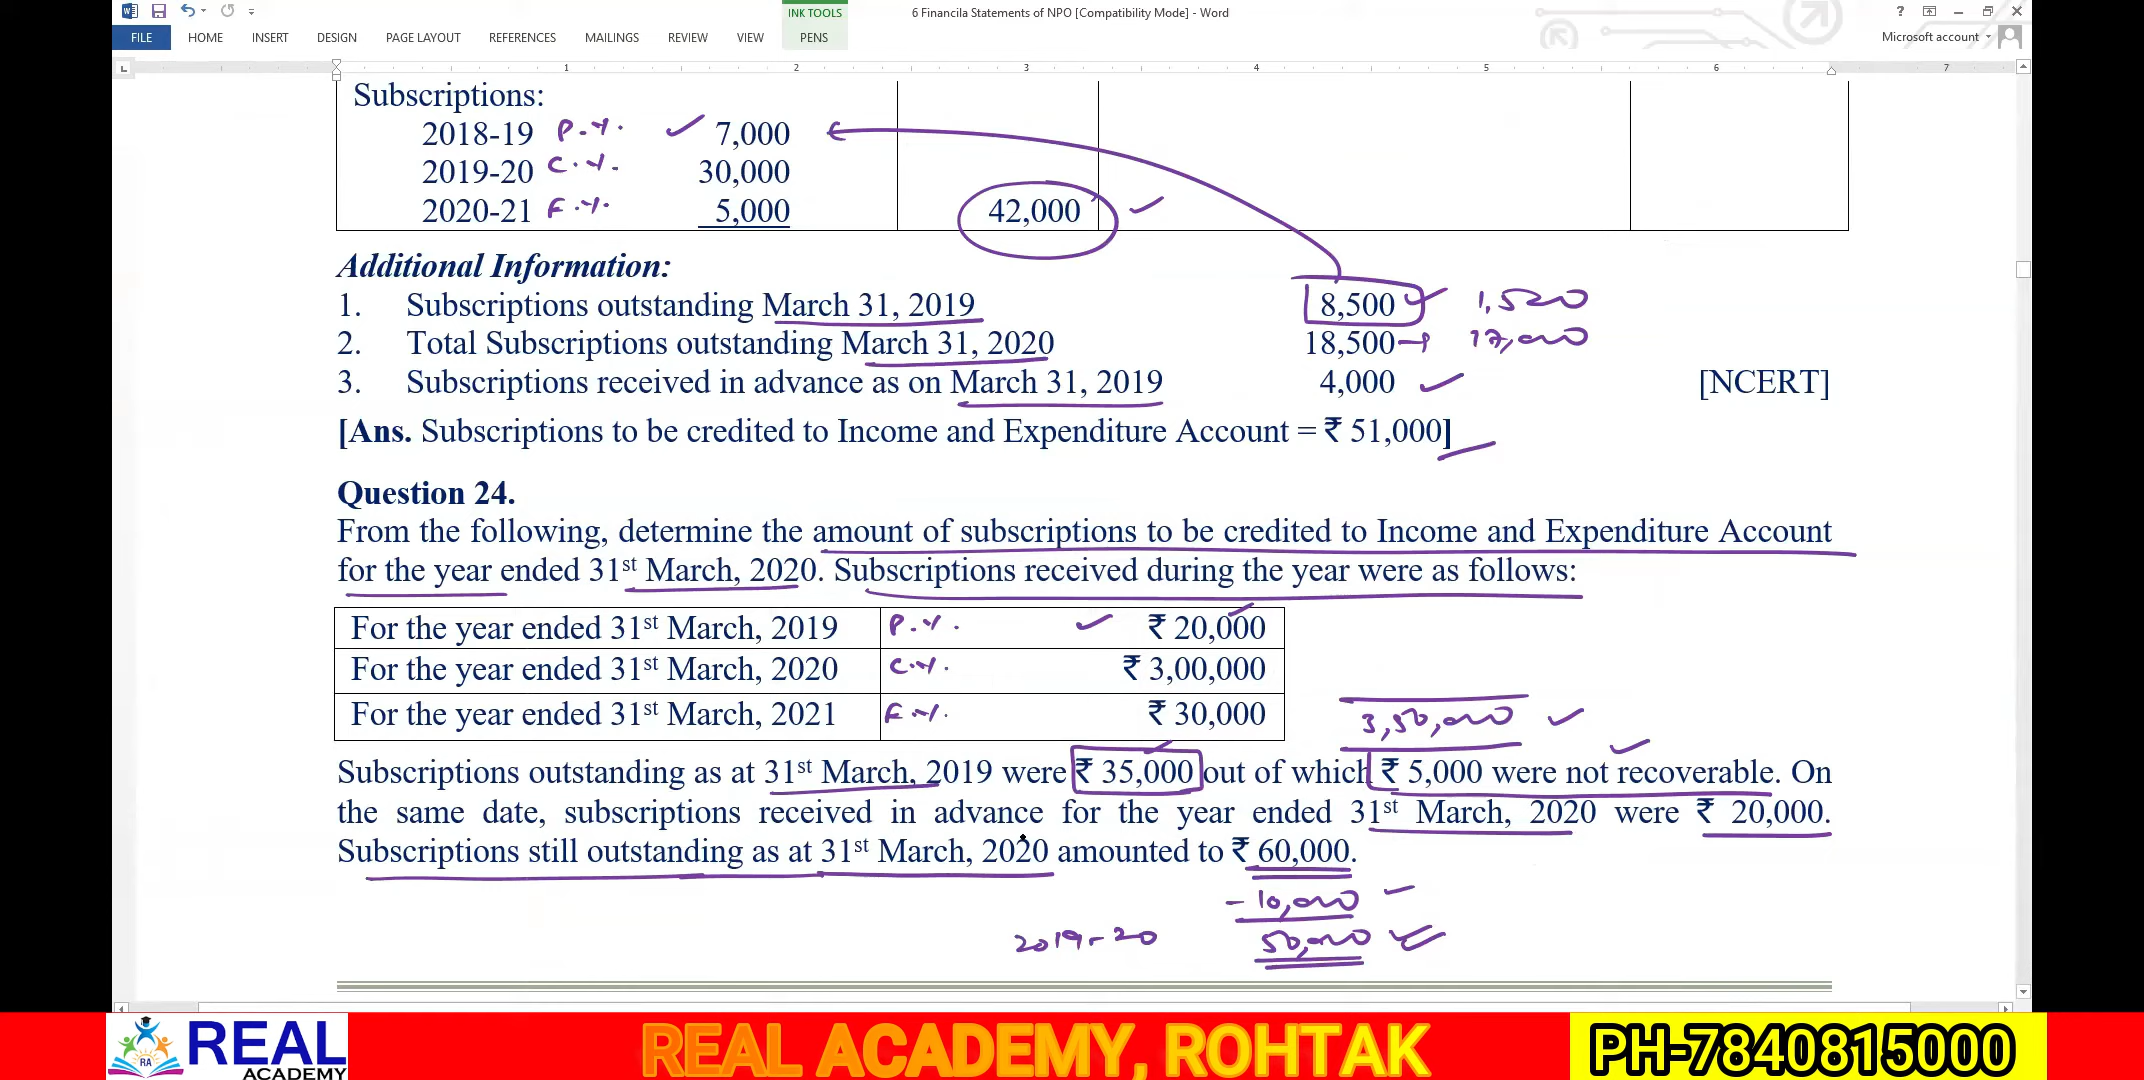 6 Financila Statements of NPO [Compatibility Mode] - Word
INK TOOLS
Microsoft account
FILE HOME INSERT DESIGN PAGE LAYOUT REFERENCES MAILINGS REVIEW VIEW PENS
1 2 3 4 5 6 7
Subscriptions:
2018-19 P.Y. 7,000
2019-20 C.Y. 30,000
2020-21 F.Y. 5,000 42,000
Additional Information:
1. Subscriptions outstanding March 31, 2019 8,500 1,500
2. Total Subscriptions outstanding March 31, 2020 18,500 17,000
3. Subscriptions received in advance as on March 31, 2019 4,000 [NCERT]
[Ans. Subscriptions to be credited to Income and Expenditure Account = ₹ 51,000]
Question 24.
From the following, determine the amount of subscriptions to be credited to Income and Expenditure Account
for the year ended 31st March, 2020. Subscriptions received during the year were as follows:
For the year ended 31st March, 2019 P.Y. ₹ 20,000
For the year ended 31st March, 2020 C.Y. ₹ 3,00,000
For the year ended 31st March, 2021 F.Y. ₹ 30,000
3,50,000
Subscriptions outstanding as at 31st March, 2019 were ₹ 35,000 out of which ₹ 5,000 were not recoverable. On
the same date, subscriptions received in advance for the year ended 31st March, 2020 were ₹ 20,000.
Subscriptions still outstanding as at 31st March, 2020 amounted to ₹ 60,000.
- 10,000
2019-20 50,000
RA REAL ACADEMY
REAL ACADEMY, ROHTAK
PH-7840815000